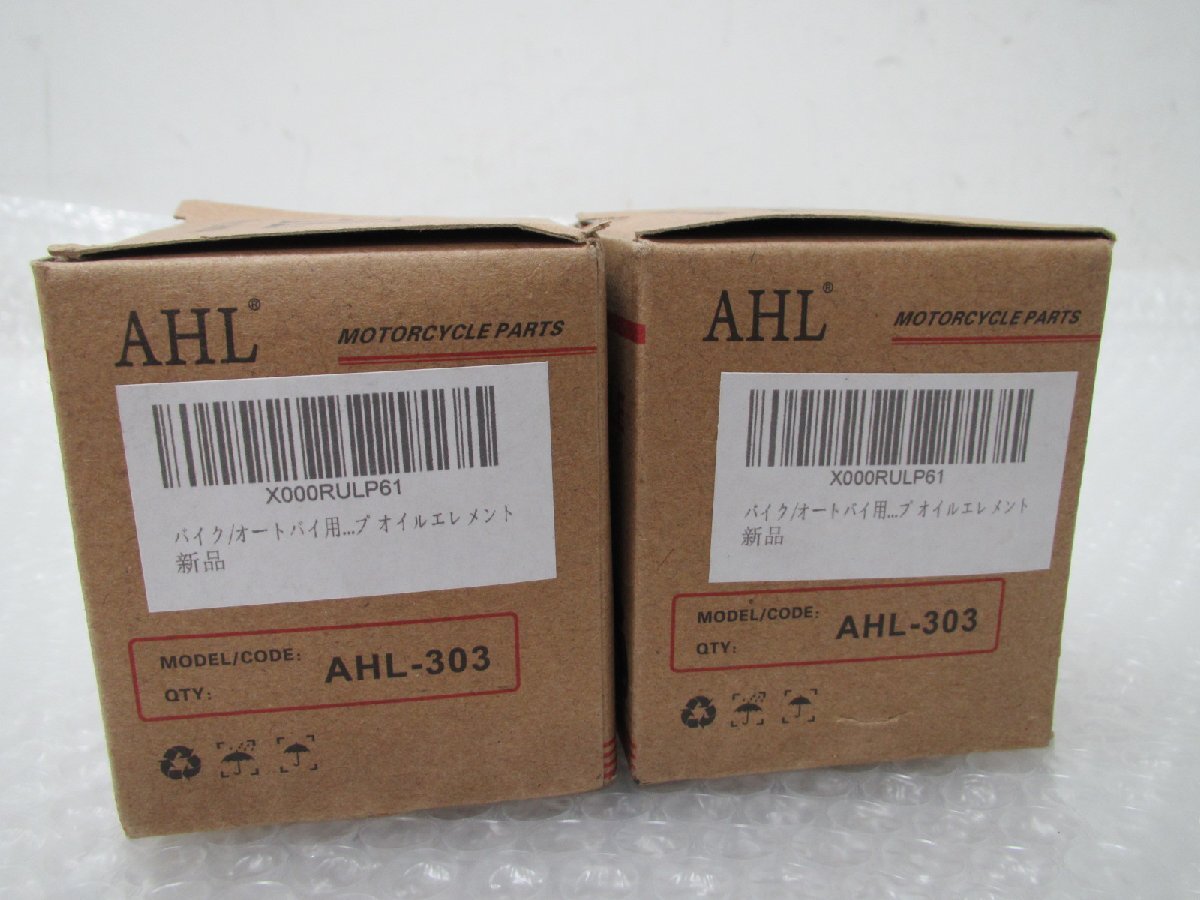 AHL®
MOTORCYCLE PARTS
X000RULP61
バイク/オートバイ用...ブ オイルエレメント
新品
MODEL/CODE: AHL-303
QTY:
AHL®
MOTORCYCLE PARTS
X000RULP61
バイク/オートバイ用...ブ オイルエレメント
新品
MODEL/CODE: AHL-303
QTY: